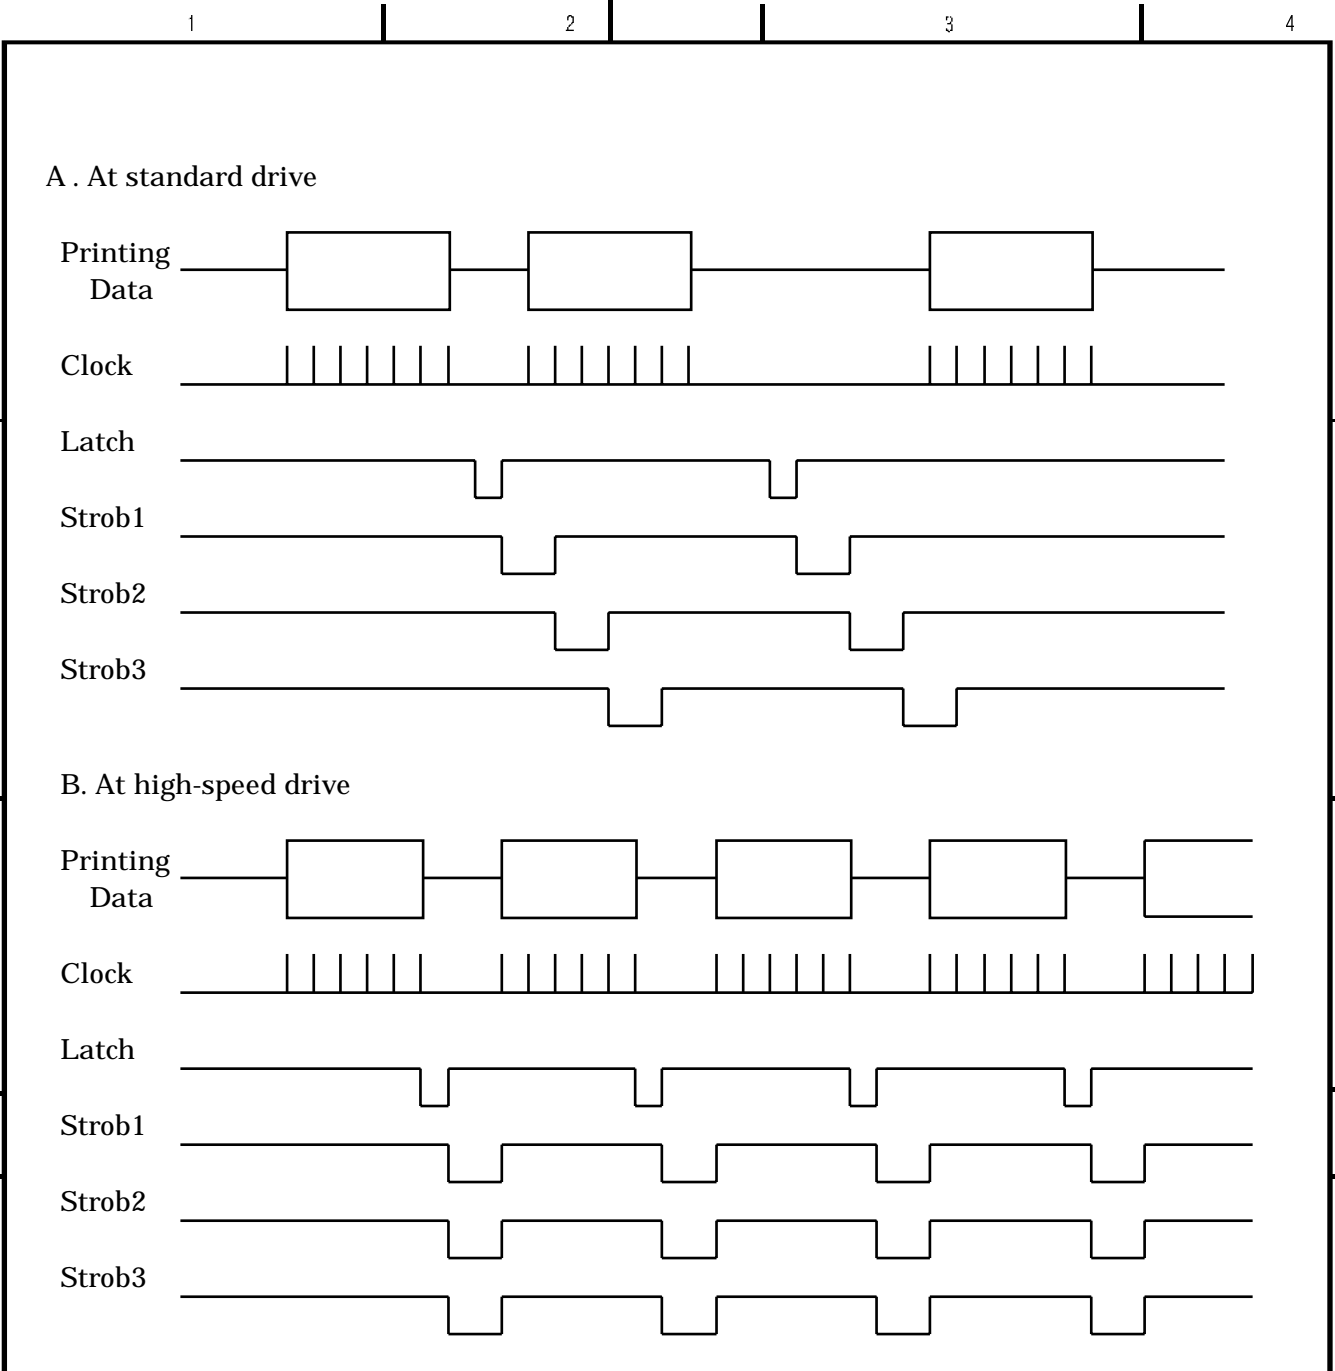 1 2 3 4
A . At standard drive
Printing
Data
Clock
Latch
Strob1
Strob2
Strob3
B. At high-speed drive
Printing
Data
Clock
Latch
Strob1
Strob2
Strob3